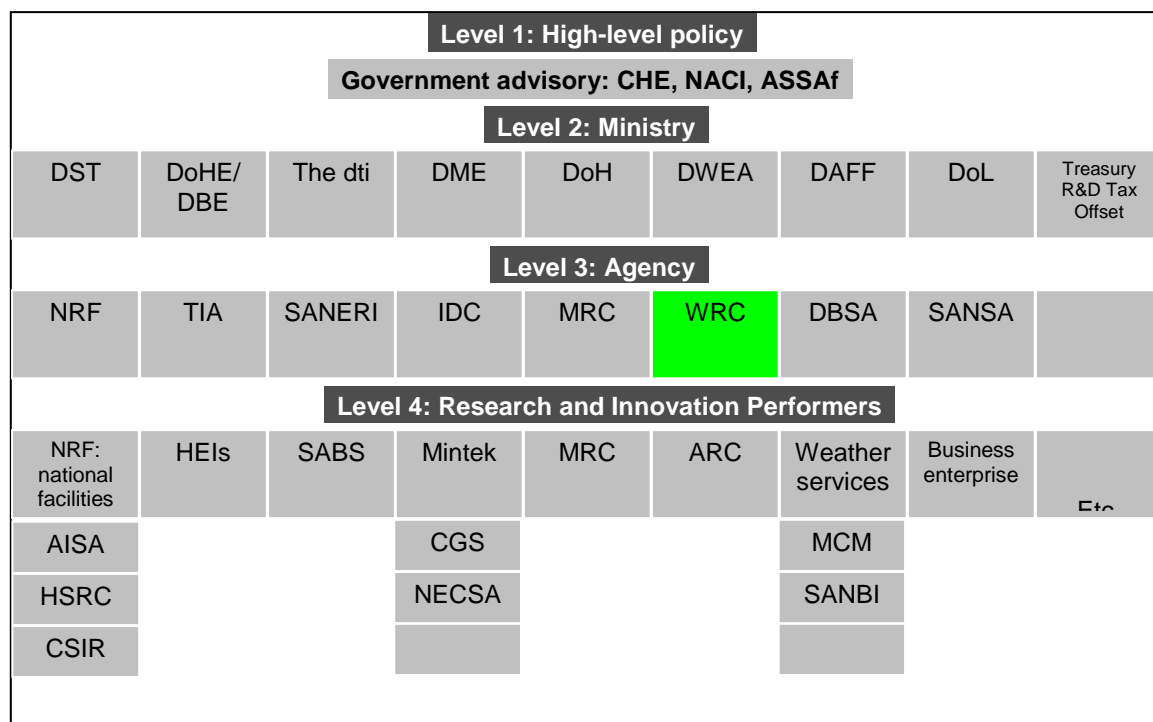 Level 1: High-level policy
Government advisory: CHE, NACI, ASSAf
Level 2: Ministry
DST
DoHE/
DBE
The dti
DME
DoH
DWEA
DAFF
DoL
Treasury
R&D Tax
Offset
Level 3: Agency
NRF
TIA
SANERI
IDC
MRC
WRC
DBSA
SANSA
Level 4: Research and Innovation Performers
NRF:
national
facilities
HEIs
SABS
Mintek
MRC
ARC
Weather
services
Business
enterprise
Etc
AISA
CGS
MCM
HSRC
NECSA
SANBI
CSIR